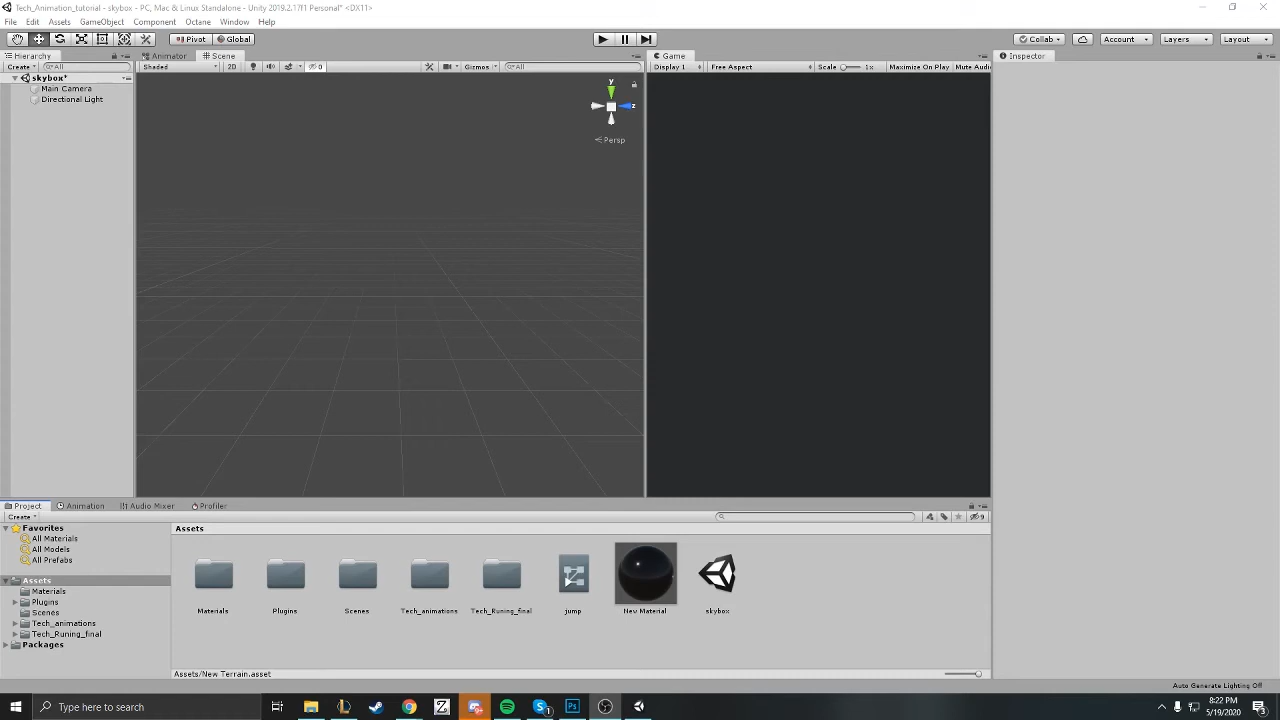 Tech_Animation_tutorial - skybox - PC, Mac & Linux Standalone - Unity 2019.2.17f1 Personal* <DX11>
File Edit Assets GameObject Component Octane Window Help
Pivot Global Collab Account Layers Layout
Hierarchy Animator Scene Game Inspector
Create All Shaded 2D 0 Gizmos All Display 1 Free Aspect Scale 1x Maximize On Play Mute Audi
skybox*
Main Camera
Directional Light
y
z
Persp
Project Animation Audio Mixer Profiler
Create 9
Favorites Assets
All Materials
All Models
All Prefabs
Assets
Materials
Plugins
Scenes
Tech_animations
Tech_Runing_final
Packages
Materials Plugins Scenes Tech_animations Tech_Runing_final jump New Material skybox
Assets/New Terrain.asset
Auto Generate Lighting Off
Type here to search
8:22 PM
5/19/2020